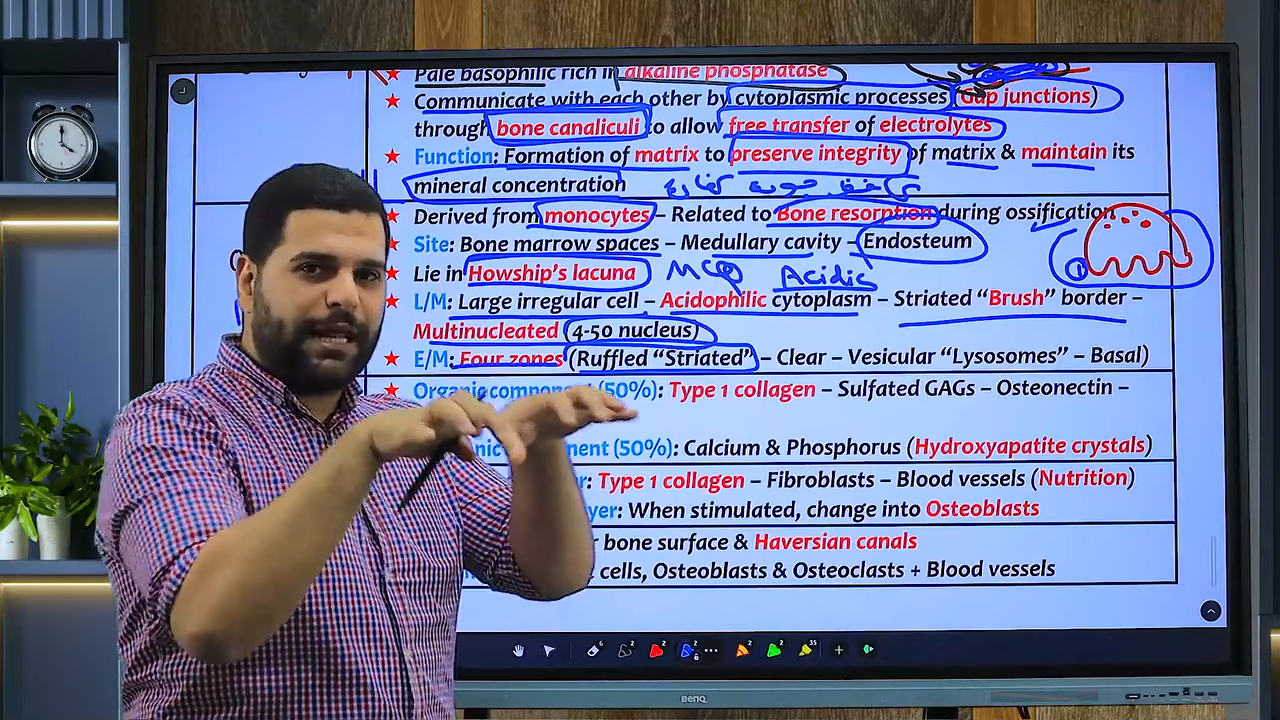 Pale basophilic rich in alkaline phosphatase
★ Communicate with each other by cytoplasmic processes (Gap junctions)
through bone canaliculi to allow free transfer of electrolytes
★ Function: Formation of matrix to preserve integrity of matrix & maintain its
mineral concentration
★ Derived from monocytes – Related to Bone resorption during ossification
★ Site: Bone marrow spaces – Medullary cavity – Endosteum
★ Lie in Howship's lacuna MCQ Acidic
★ L/M: Large irregular cell – Acidophilic cytoplasm – Striated "Brush" border –
Multinucleated (4-50 nucleus)
★ E/M: Four zones (Ruffled "Striated" – Clear – Vesicular "Lysosomes" – Basal)
★ Organic component (50%): Type 1 collagen – Sulfated GAGs – Osteonectin –
(50%): Calcium & Phosphorus (Hydroxyapatite crystals)
: Type 1 collagen – Fibroblasts – Blood vessels (Nutrition)
: When stimulated, change into Osteoblasts
bone surface & Haversian canals
cells, Osteoblasts & Osteoclasts + Blood vessels
BENQ